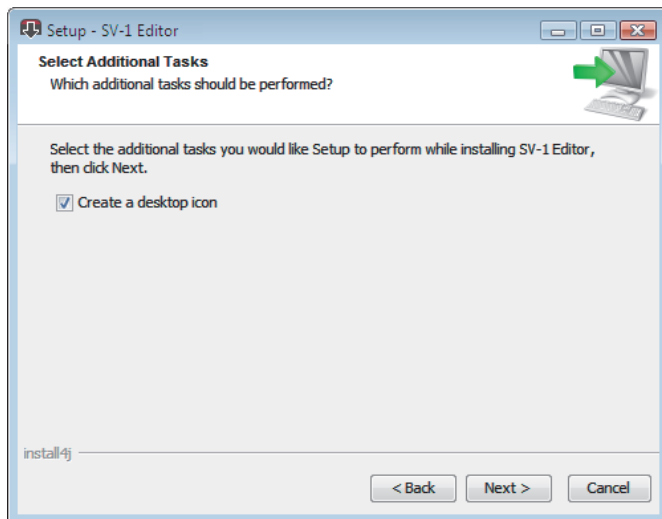 Setup - SV-1 Editor
Select Additional Tasks
Which additional tasks should be performed?
Select the additional tasks you would like Setup to perform while installing SV-1 Editor,
then click Next.
Create a desktop icon
install4j
< Back Next > Cancel